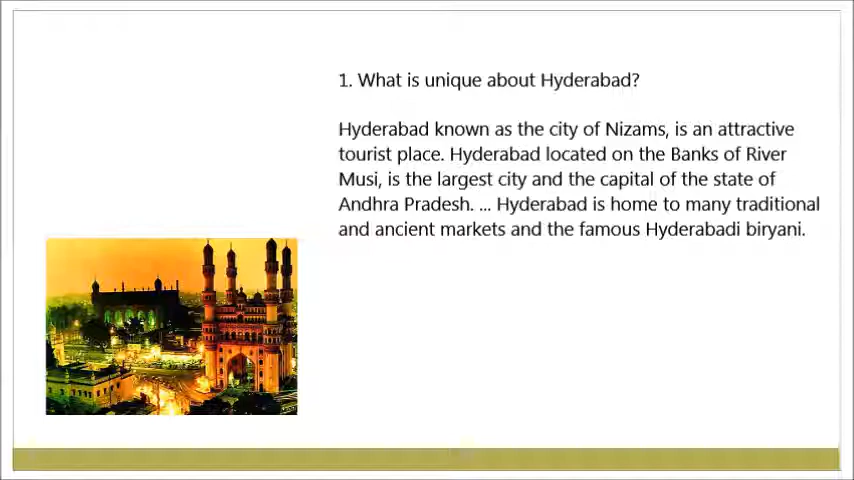 1. What is unique about Hyderabad?
Hyderabad known as the city of Nizams, is an attractive
tourist place. Hyderabad located on the Banks of River
Musi, is the largest city and the capital of the state of
Andhra Pradesh. ... Hyderabad is home to many traditional
and ancient markets and the famous Hyderabadi biryani.